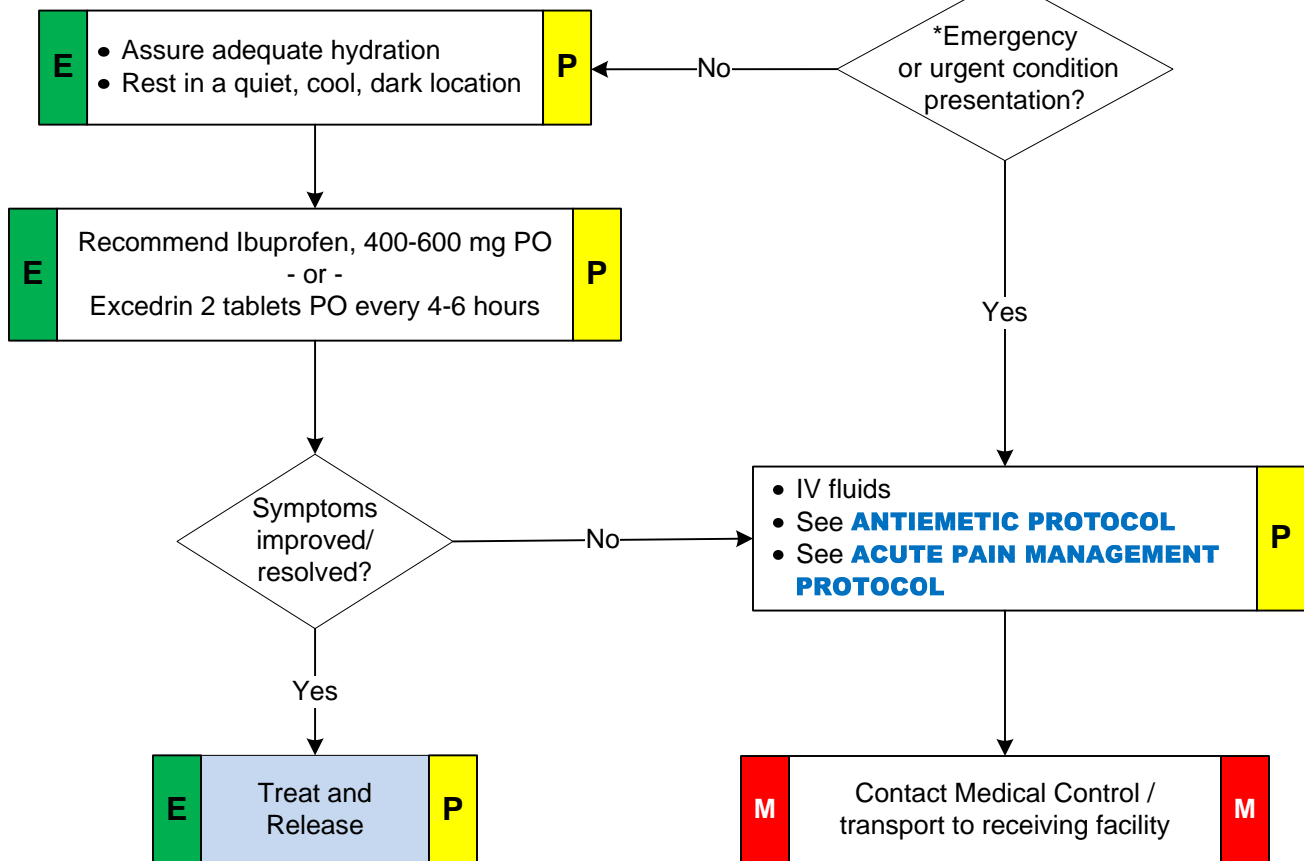 E
• Assure adequate hydration
• Rest in a quiet, cool, dark location
P
No
*Emergency
or urgent condition
presentation?
E
Recommend Ibuprofen, 400-600 mg PO
- or -
Excedrin 2 tablets PO every 4-6 hours
P
Yes
Symptoms
improved/
resolved?
No
• IV fluids
• See ANTIEMETIC PROTOCOL
• See ACUTE PAIN MANAGEMENT
PROTOCOL
P
Yes
E
Treat and
Release
P
M
Contact Medical Control /
transport to receiving facility
M